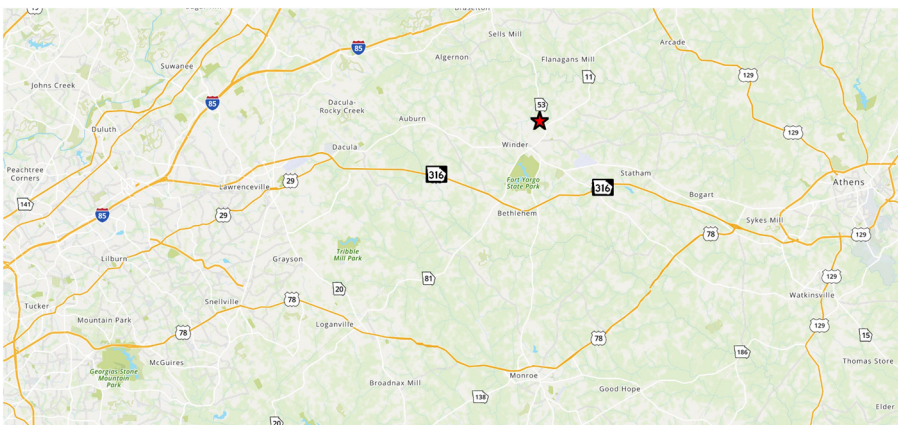 Braselton
Sells Mill
Arcade
Algernon
Flanagans Mill
85
Suwanee
129
11
Johns Creek
85
Dacula-
Rocky Creek
53
Auburn
Duluth
129
Winder
Dacula
Peachtree
Corners
316
Statham
Fort Yargo
State Park
29
Lawrenceville
316
Athens
Bogart
141
85
29
Bethlehem
Sykes Mill
78
129
Tribble
Mill Park
Lilburn
Grayson
81
129
20
Watkinsville
Snellville
78
Tucker
Mountain Park
Loganville
129
78
78
15
186
McGuires
Thomas Store
Georgias Stone
Mountain
Park
Monroe
Broadnax Mill
Good Hope
138
Elder
20